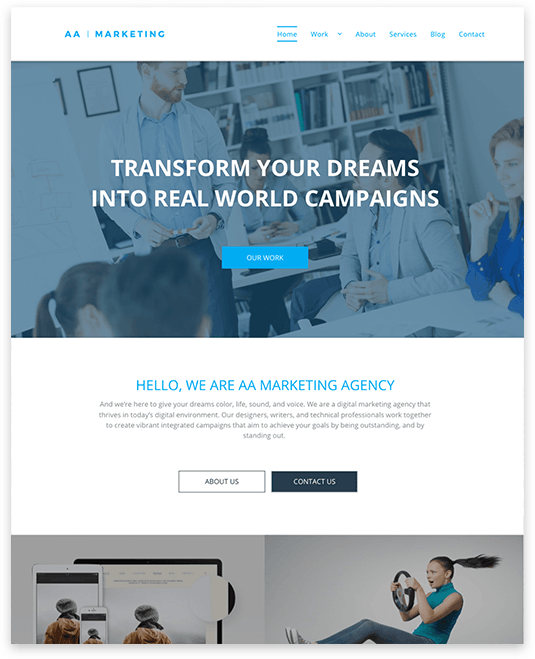 AA | MARKETING
Home Work About Services Blog Contact
TRANSFORM YOUR DREAMS
INTO REAL WORLD CAMPAIGNS
OUR WORK
HELLO, WE ARE AA MARKETING AGENCY
And we're here to give your dreams color, life, sound, and voice. We are a digital marketing agency that
thrives in today's digital environment. Our designers, writers, and technical professionals work together
to create vibrant integrated campaigns that aim to achieve your goals by being outstanding, and by
standing out.
ABOUT US
CONTACT US